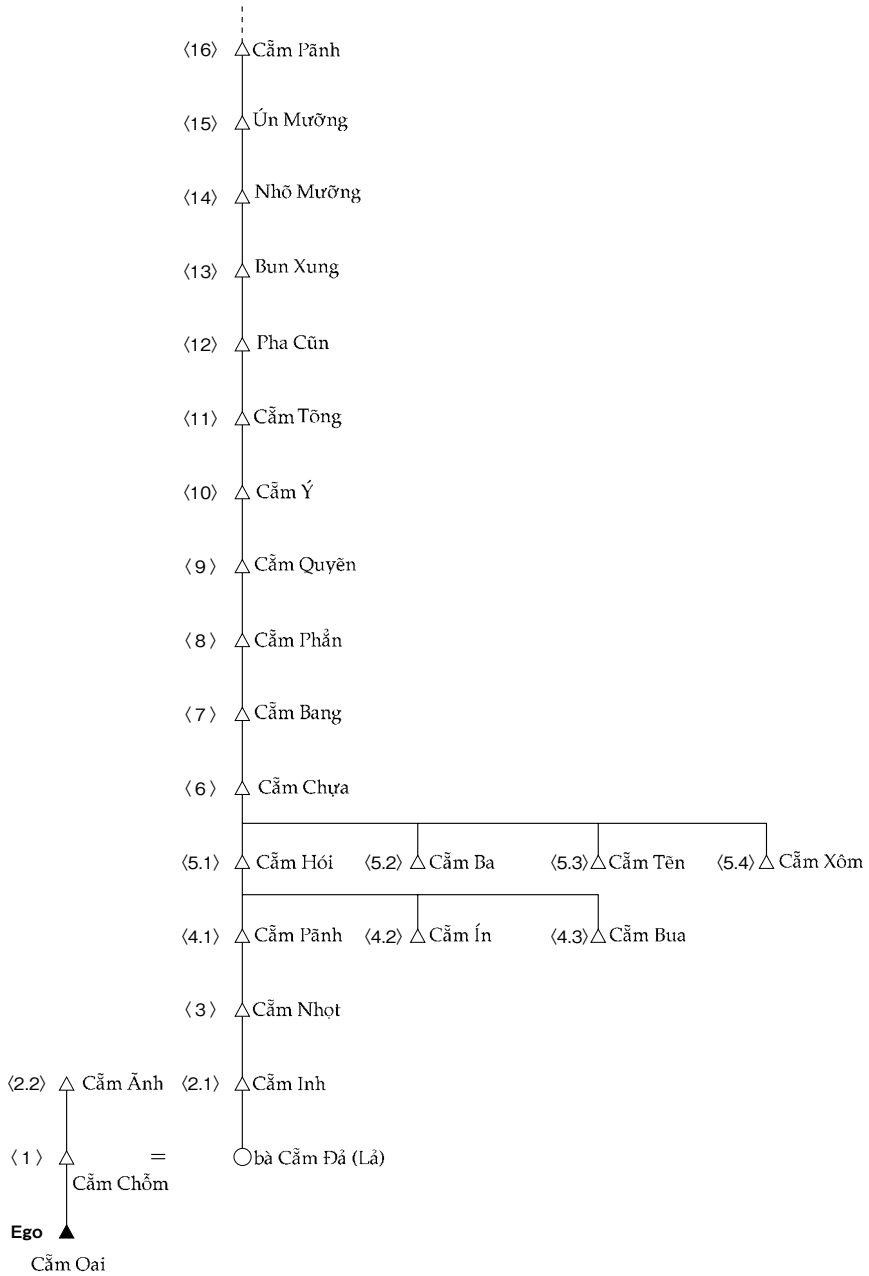 ⟨16⟩ Cẵm Pãnh
⟨15⟩ Ún Mưỡng
⟨14⟩ Nhõ Mưỡng
⟨13⟩ Bun Xung
⟨12⟩ Pha Cũn
⟨11⟩ Cẵm Tõng
⟨10⟩ Cẵm Ý
⟨9⟩ Cẵm Quyẽn
⟨8⟩ Cẵm Phẳn
⟨7⟩ Cẵm Bang
⟨6⟩ Cẵm Chựa
⟨5.1⟩ Cẵm Hói ⟨5.2⟩ Cẵm Ba ⟨5.3⟩ Cẵm Tẽn ⟨5.4⟩ Cẵm Xôm
⟨4.1⟩ Cẵm Pãnh ⟨4.2⟩ Cẵm Ín ⟨4.3⟩ Cẵm Bua
⟨3⟩ Cẵm Nhọt
⟨2.2⟩ Cẵm Ãnh ⟨2.1⟩ Cẵm Inh
⟨1⟩ = bà Cẵm Đả (Lả)
Cẵm Chỗm
Ego
Cẵm Oai